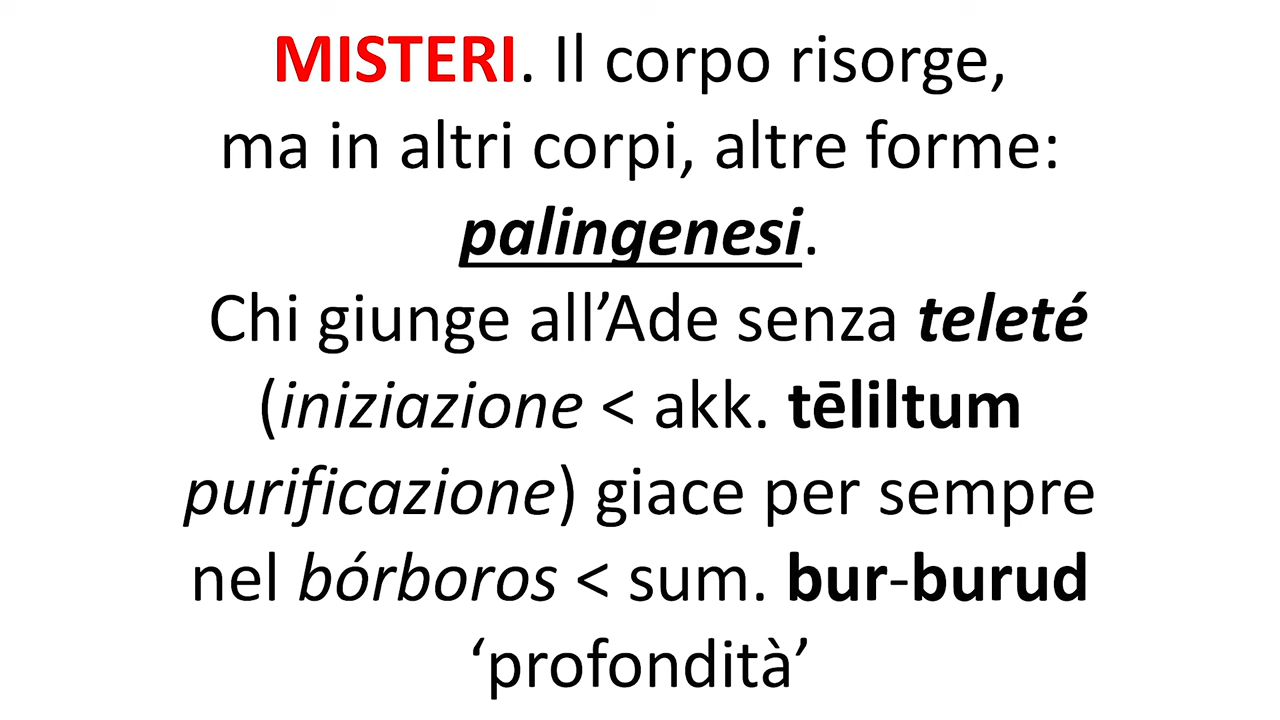 MISTERI. Il corpo risorge,
ma in altri corpi, altre forme:
palingenesi.
Chi giunge all’Ade senza teleté
(iniziazione < akk. tēliltum
purificazione) giace per sempre
nel bórboros < sum. bur-burud
‘profondità’